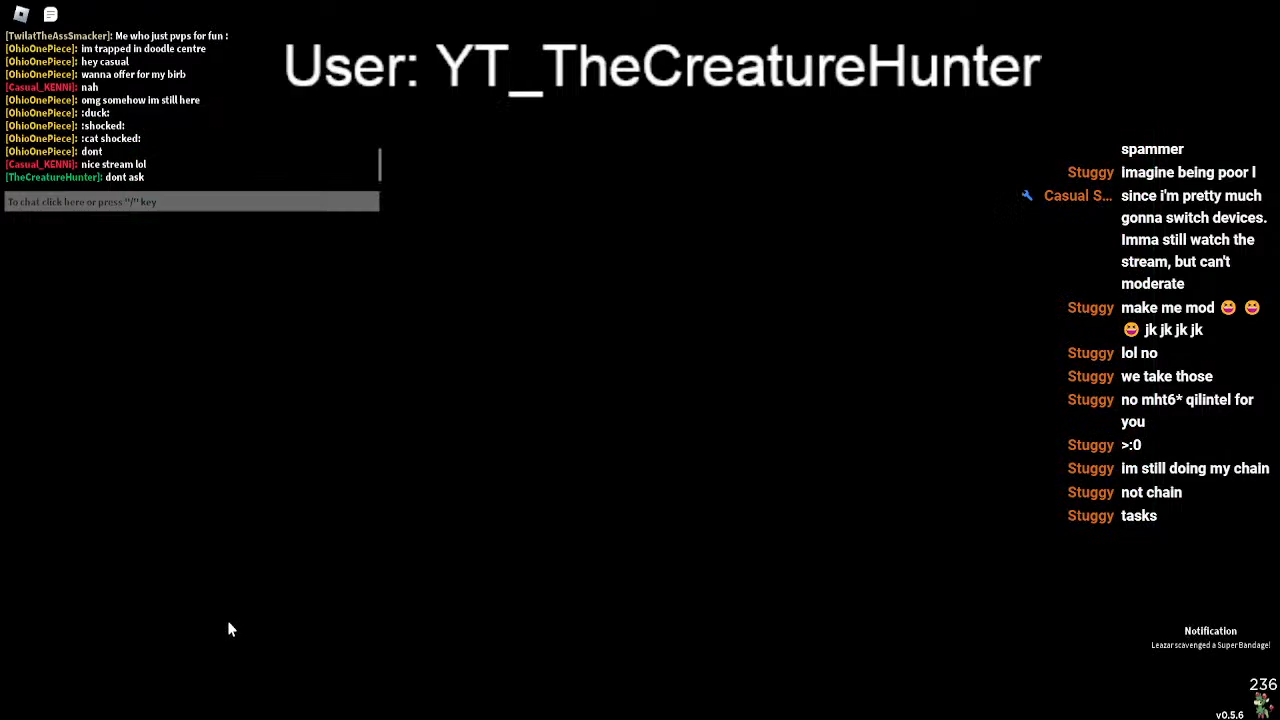 [TwilatTheAssSmacker]: Me who just pvps for fun :
[OhioOnePiece]: im trapped in doodle centre
[OhioOnePiece]: hey casual
[OhioOnePiece]: wanna offer for my birb
[Casual_KENNi]: nah
[OhioOnePiece]: omg somehow im still here
[OhioOnePiece]: :duck:
[OhioOnePiece]: :shocked:
[OhioOnePiece]: :cat shocked:
[OhioOnePiece]: dont
[Casual_KENNi]: nice stream lol
[TheCreatureHunter]: dont ask
To chat click here or press "/" key
User: YT_TheCreatureHunter
spammer
Stuggy imagine being poor I
Casual S... since i'm pretty much
gonna switch devices.
Imma still watch the
stream, but can't
moderate
Stuggy make me mod 😆 😆
😆 jk jk jk jk
Stuggy lol no
Stuggy we take those
Stuggy no mht6* qilintel for
you
Stuggy >:0
Stuggy im still doing my chain
Stuggy not chain
Stuggy tasks
Notification
Leazar scavenged a Super Bandage!
236
v0.5.6